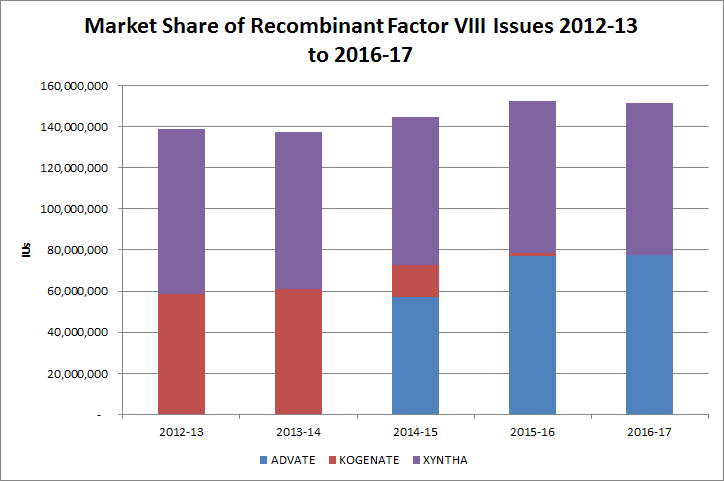 Market Share of Recombinant Factor VIII Issues 2012-13
to 2016-17
160,000,000
140,000,000
120,000,000
100,000,000
80,000,000
60,000,000
40,000,000
20,000,000
-
IUs
2012-13 2013-14 2014-15 2015-16 2016-17
ADVATE KOGENATE XYNTHA